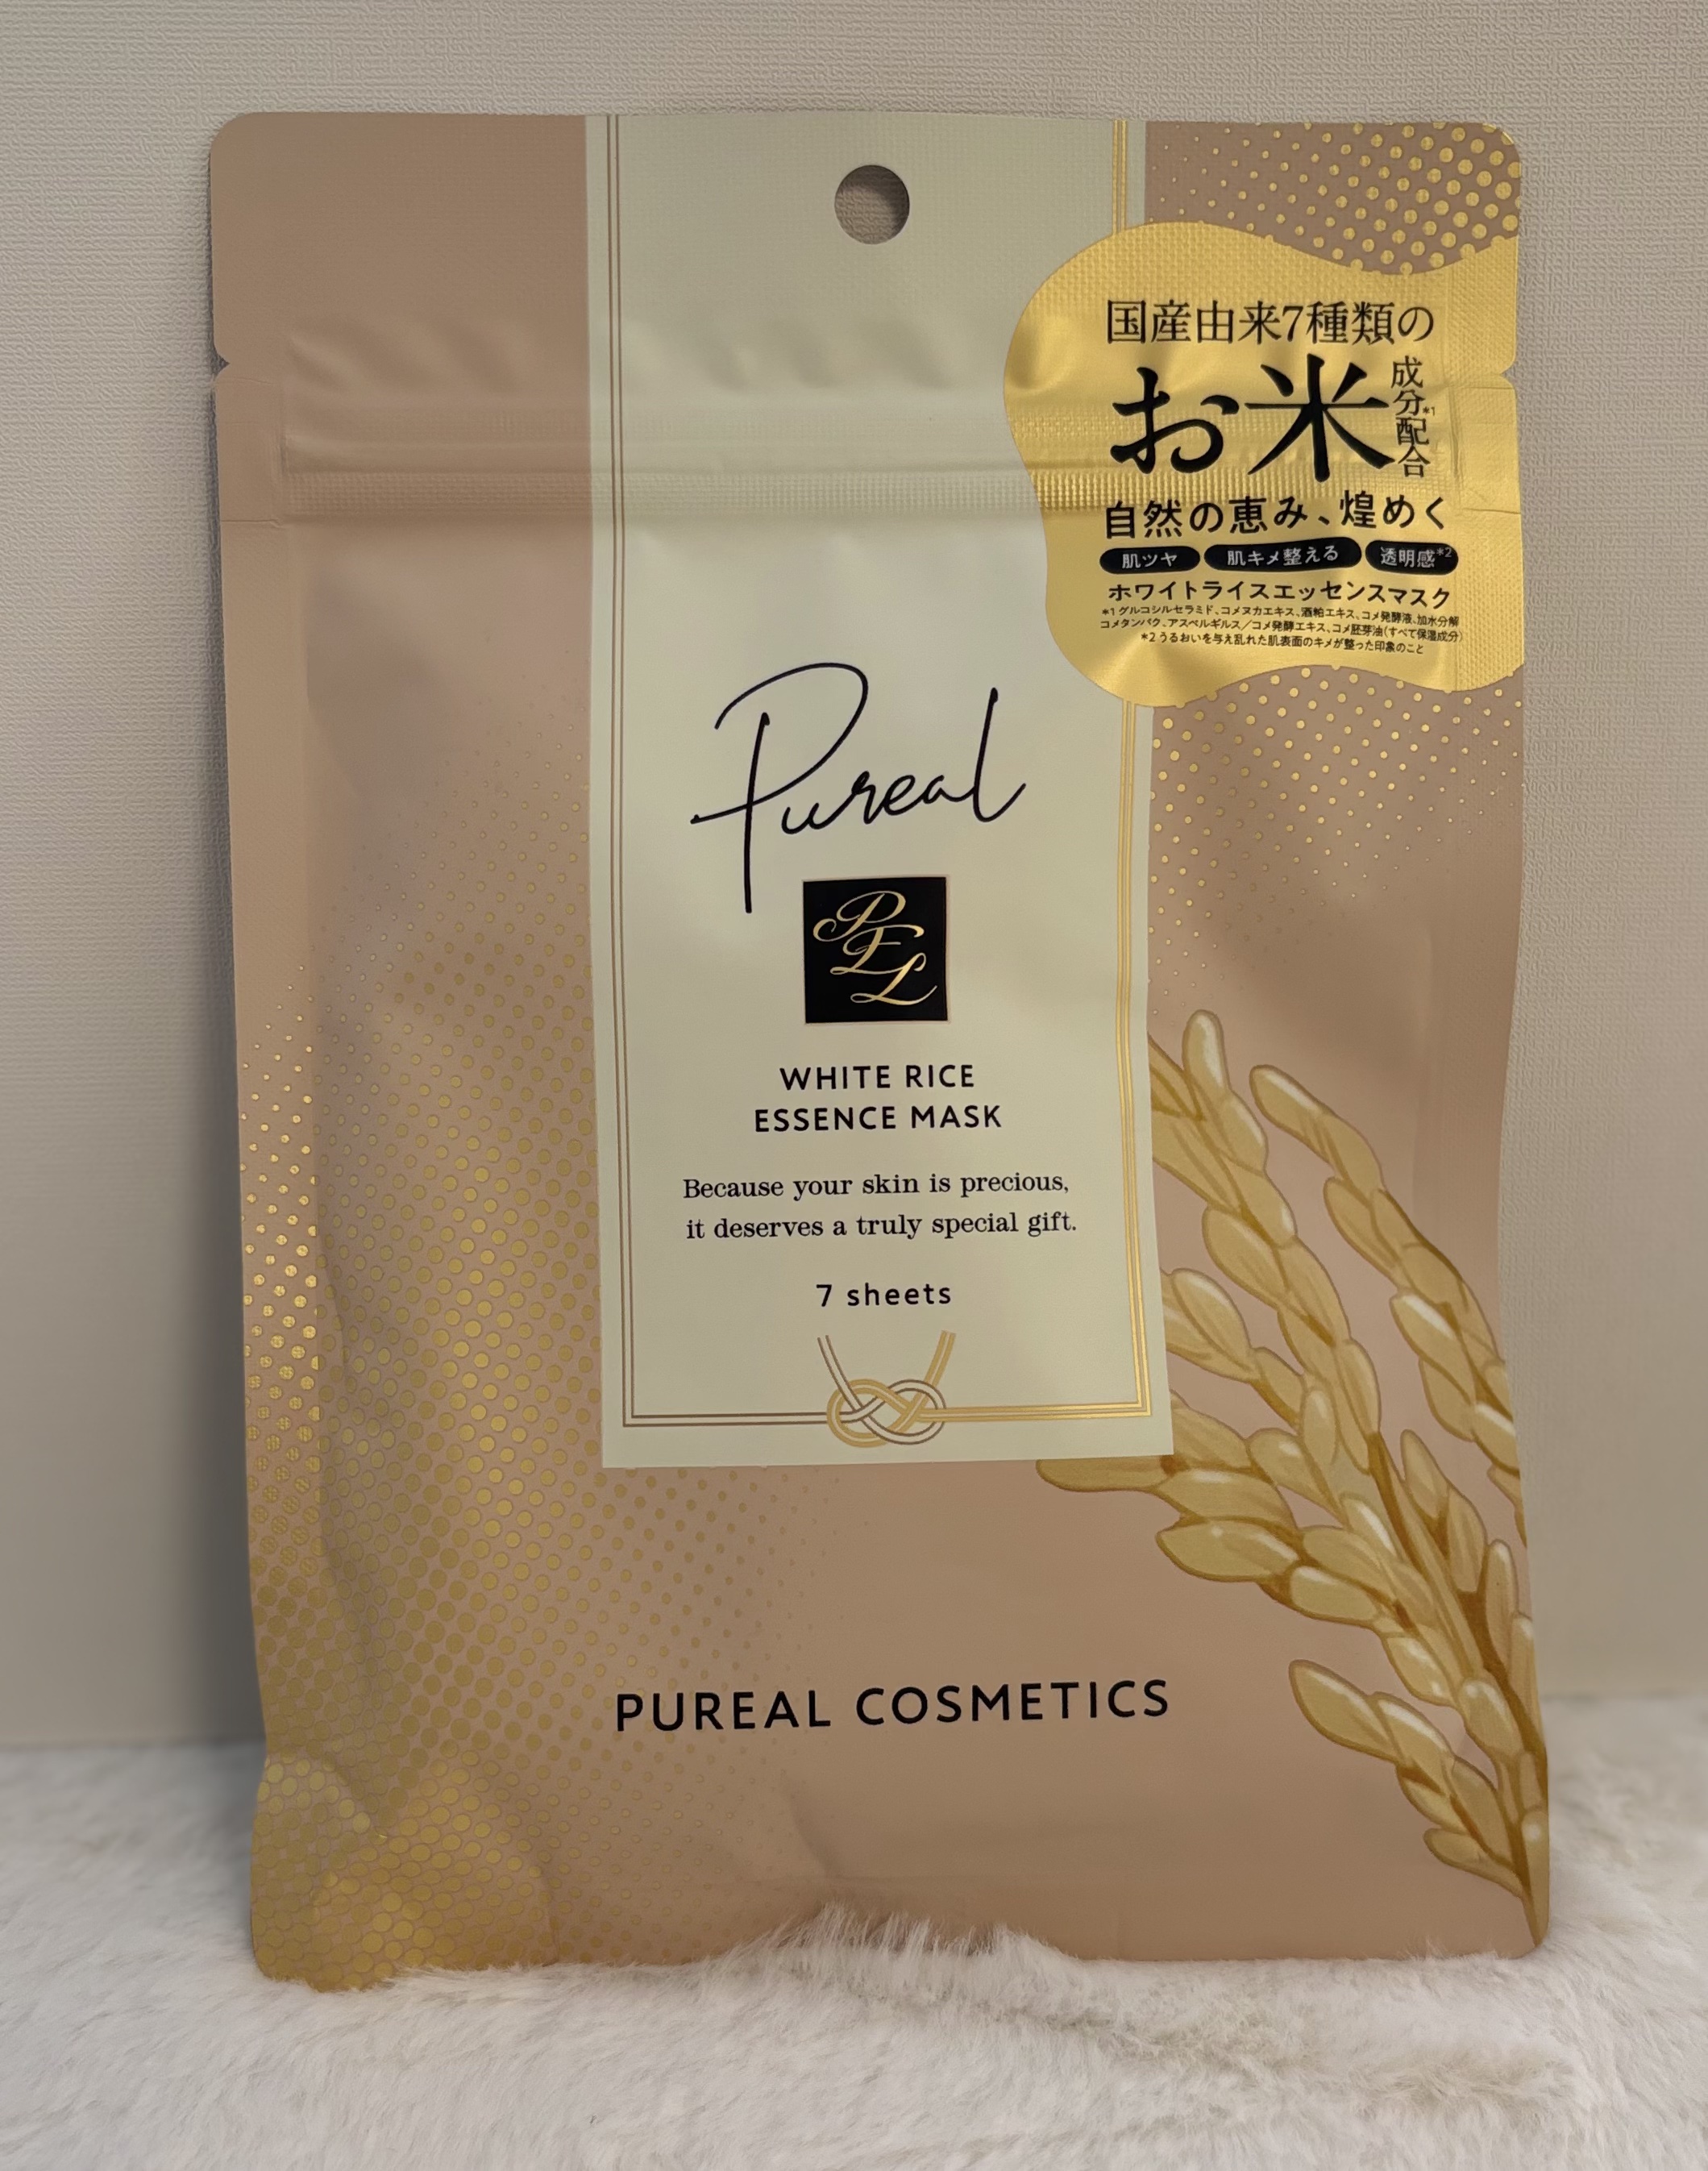 国産由来7種類の
お米
成分配合*1
自然の恵み、煌めく
肌ツヤ 肌キメ整える 透明感*2
ホワイトライスエッセンスマスク
*1グルコシルセラミド、コメヌカエキス、酒粕エキス、コメ発酵液、加水分解
コメタンパク、アスペルギルス/コメ発酵エキス、コメ胚芽油(すべて保湿成分)
*2 うるおいを与え乱れた肌表面のキメが整った印象のこと
Pureal
PEL
WHITE RICE
ESSENCE MASK
Because your skin is precious,
it deserves a truly special gift.
7 sheets
PUREAL COSMETICS